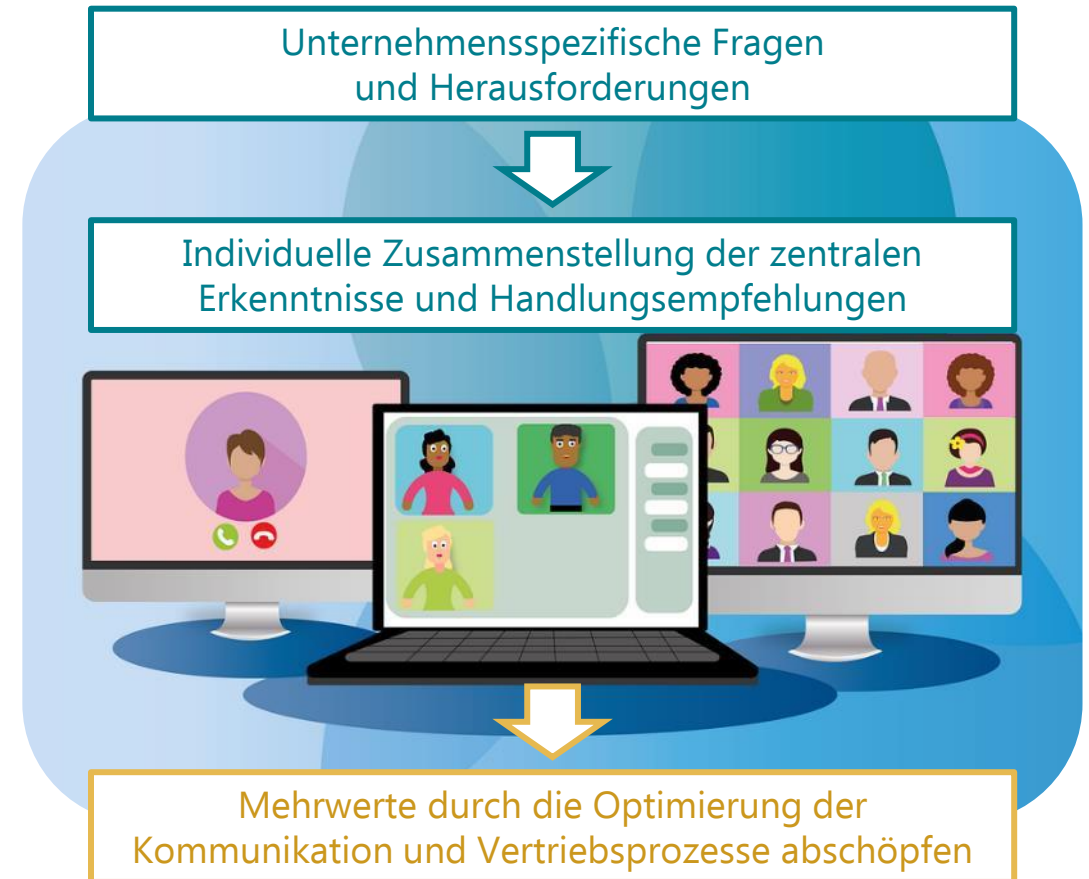 Unternehmensspezifische Fragen
und Herausforderungen
Individuelle Zusammenstellung der zentralen
Erkenntnisse und Handlungsempfehlungen
Mehrwerte durch die Optimierung der
Kommunikation und Vertriebsprozesse abschöpfen